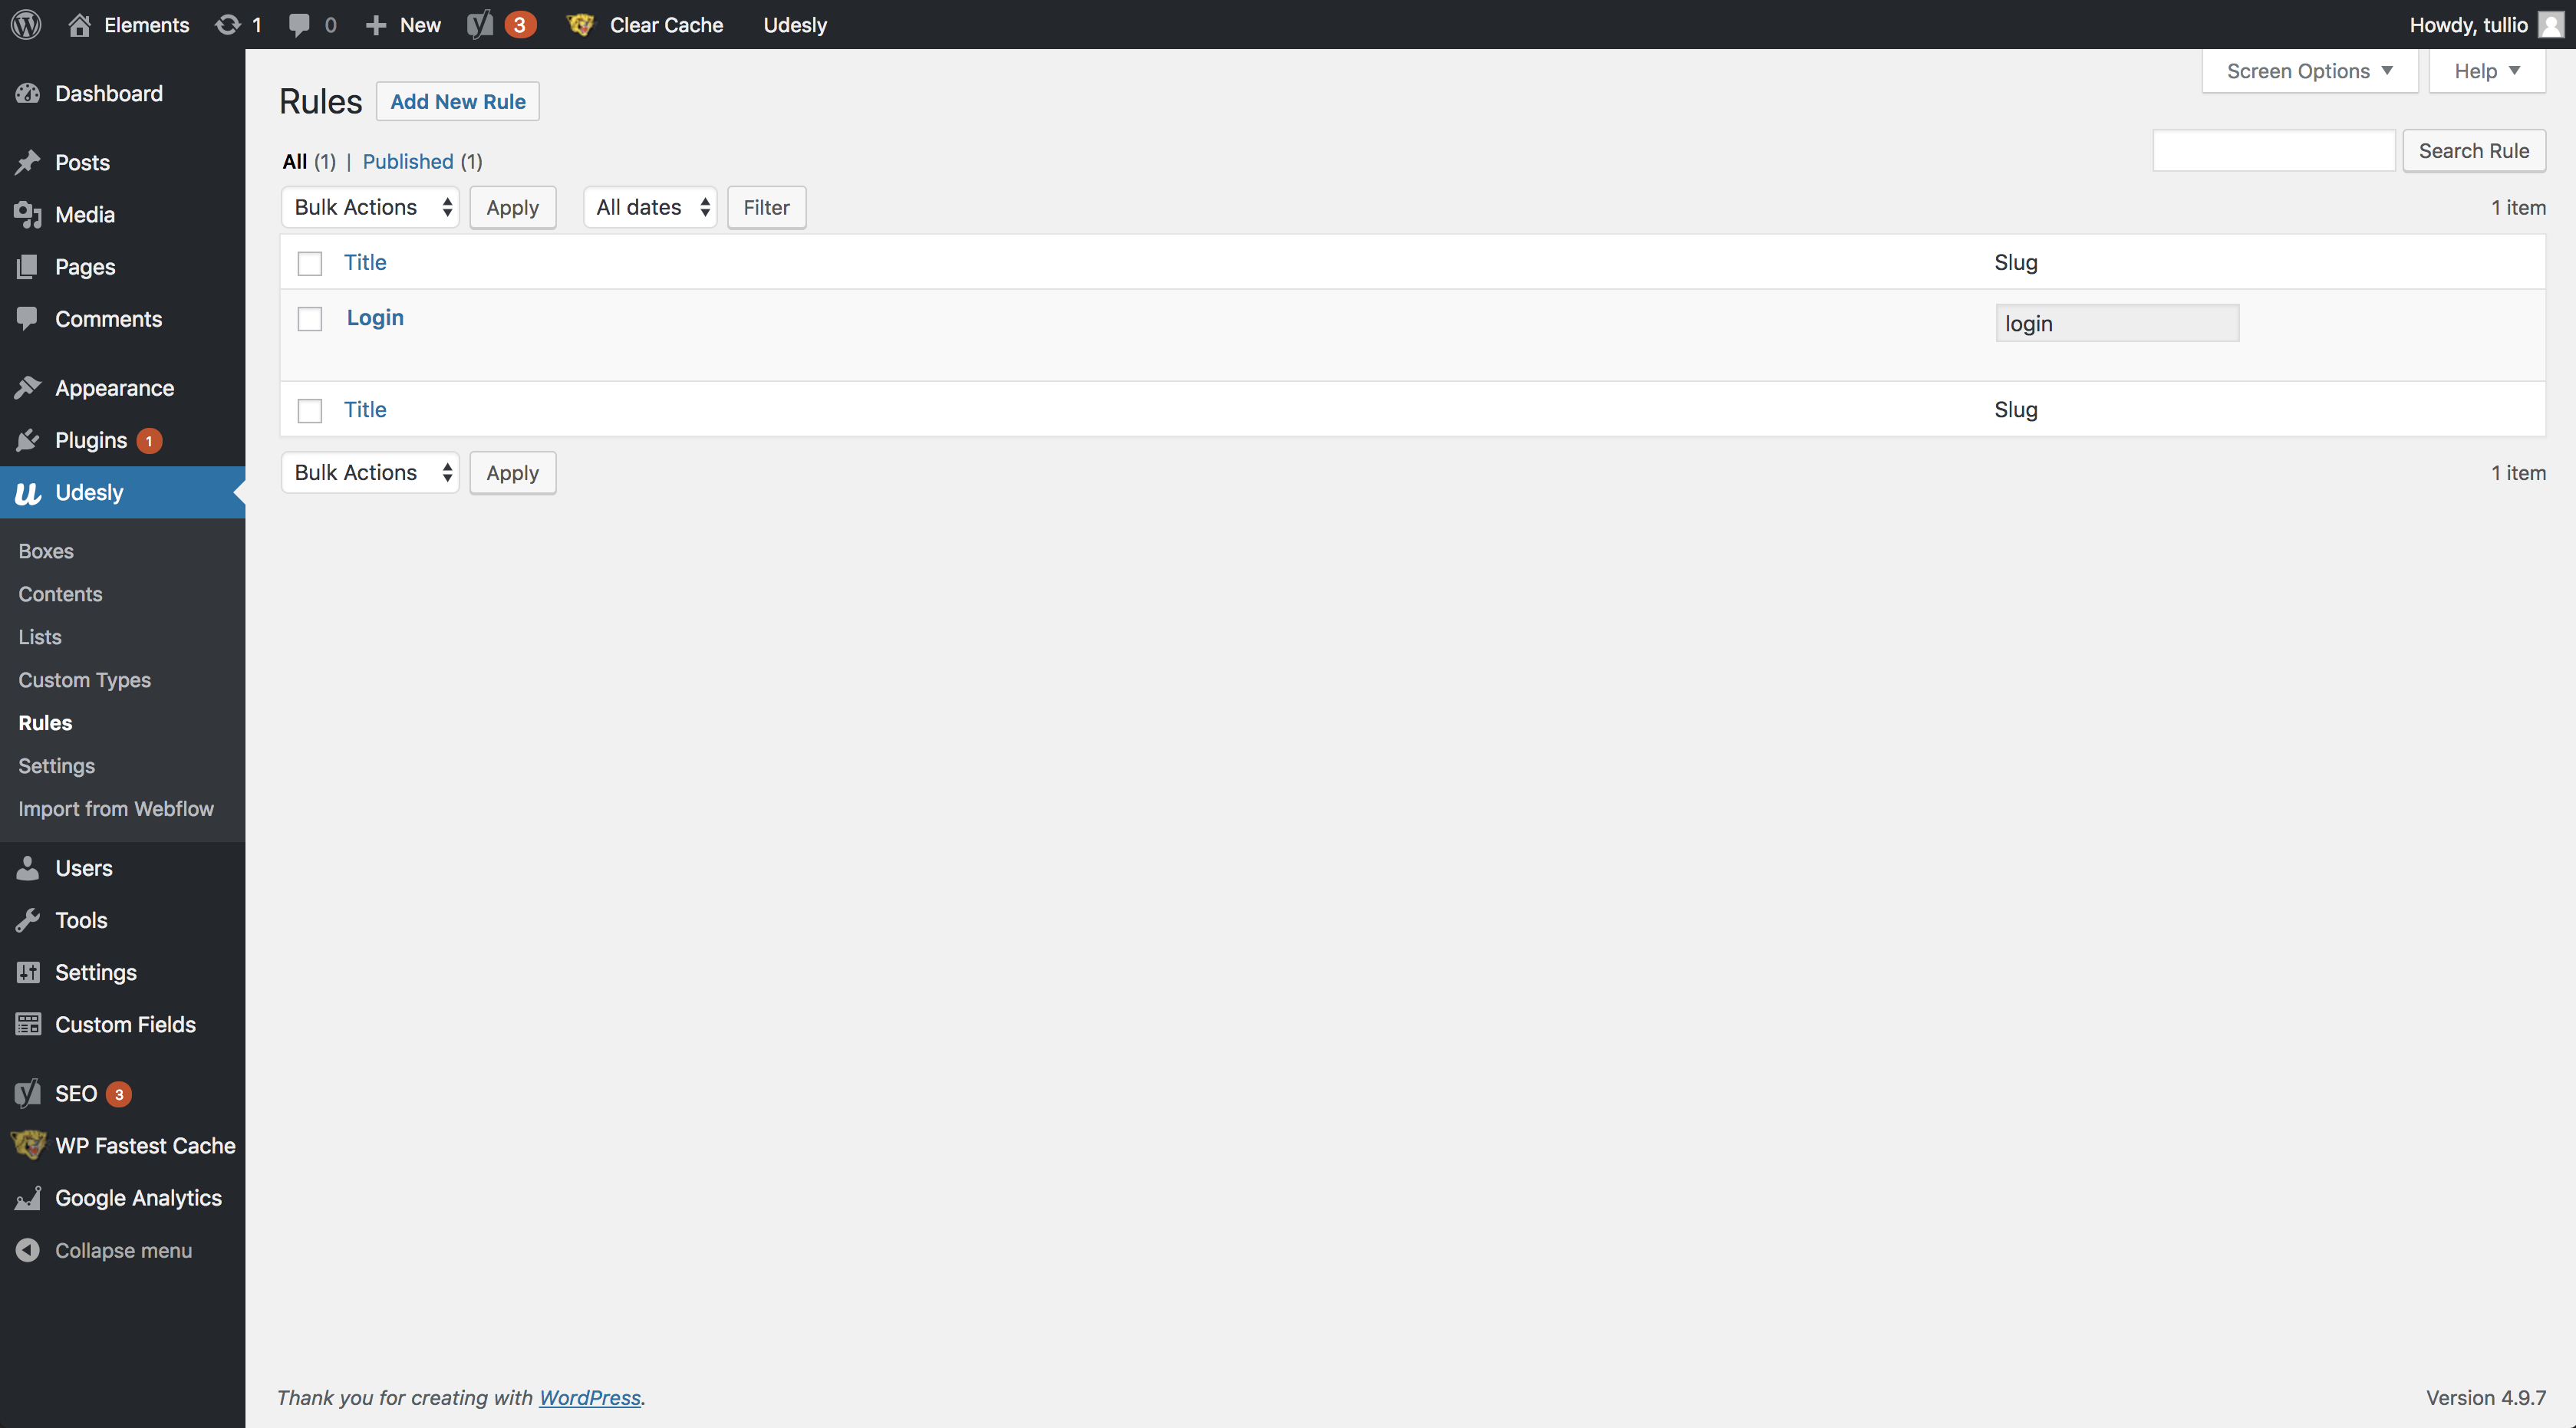 Elements 1 0 New 3 Clear Cache Udesly Howdy, tullio
Screen Options Help
Dashboard
Posts
Media
Pages
Comments
Appearance
Plugins 1
Udesly
Boxes
Contents
Lists
Custom Types
Rules
Settings
Import from Webflow
Users
Tools
Settings
Custom Fields
SEO 3
WP Fastest Cache
Google Analytics
Collapse menu
Rules Add New Rule
All (1) | Published (1)
Search Rule
Bulk Actions Apply All dates Filter 1 item
Title Slug
Login login
Title Slug
Bulk Actions Apply 1 item
Thank you for creating with WordPress. Version 4.9.7